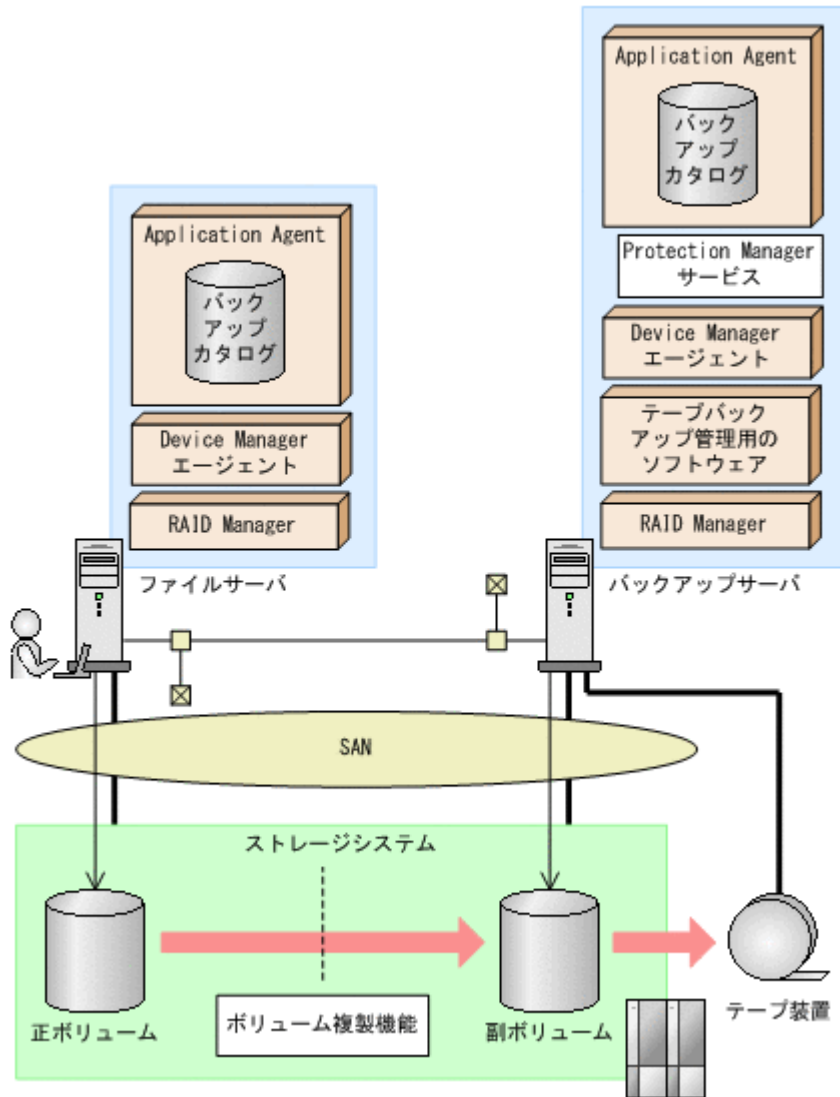 Application Agent
バック
アップ
カタログ
Protection Manager
サービス
Device Manager
エージェント
テープバック
アップ管理用の
ソフトウェア
RAID Manager
バックアップサーバ
Application Agent
バック
アップ
カタログ
Device Manager
エージェント
RAID Manager
ファイルサーバ
SAN
ストレージシステム
正ボリューム
ボリューム複製機能
副ボリューム
テープ装置